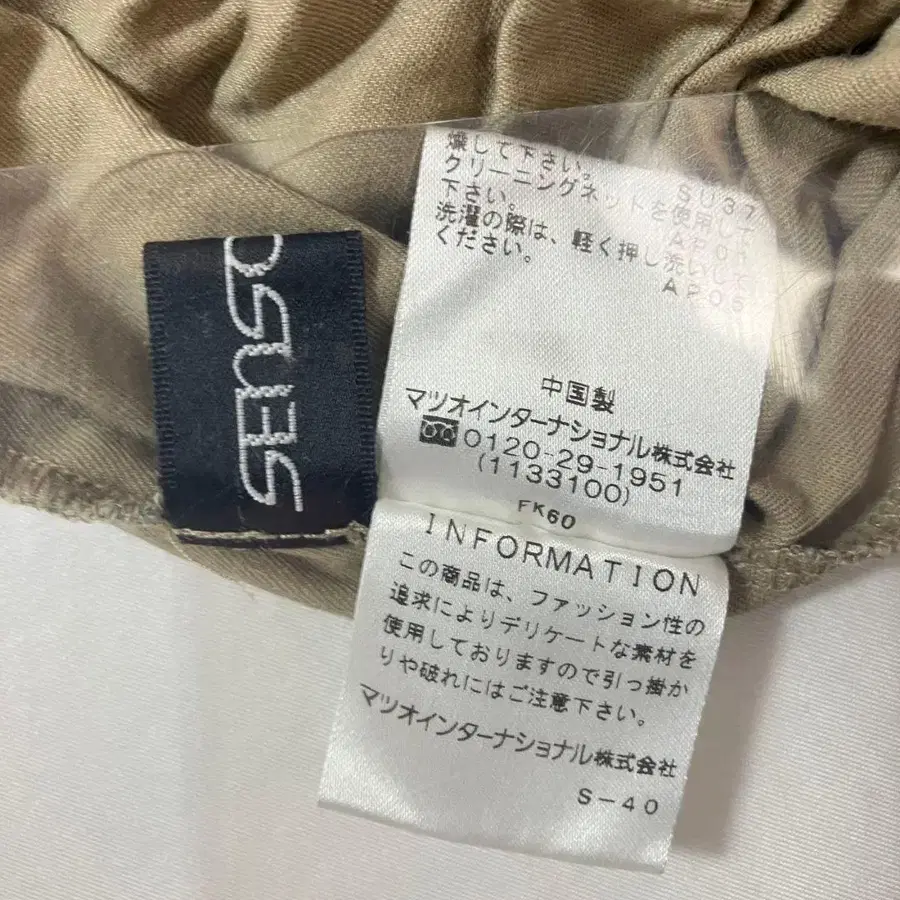 SENSO
燥して下さい。 SU37
クリーニングネットを使用して
下さい。 AP01
洗濯の際は、軽く押し洗いして
ください。 AP06
中国製
マツオインターナショナル株式会社
0120-29-1951
(1133100)
FK60
INFORMATION
この商品は、ファッション性の
追求によりデリケートな素材を
使用しておりますので引っ掛か
りや破れにはご注意下さい。
マツオインターナショナル株式会社
S-40